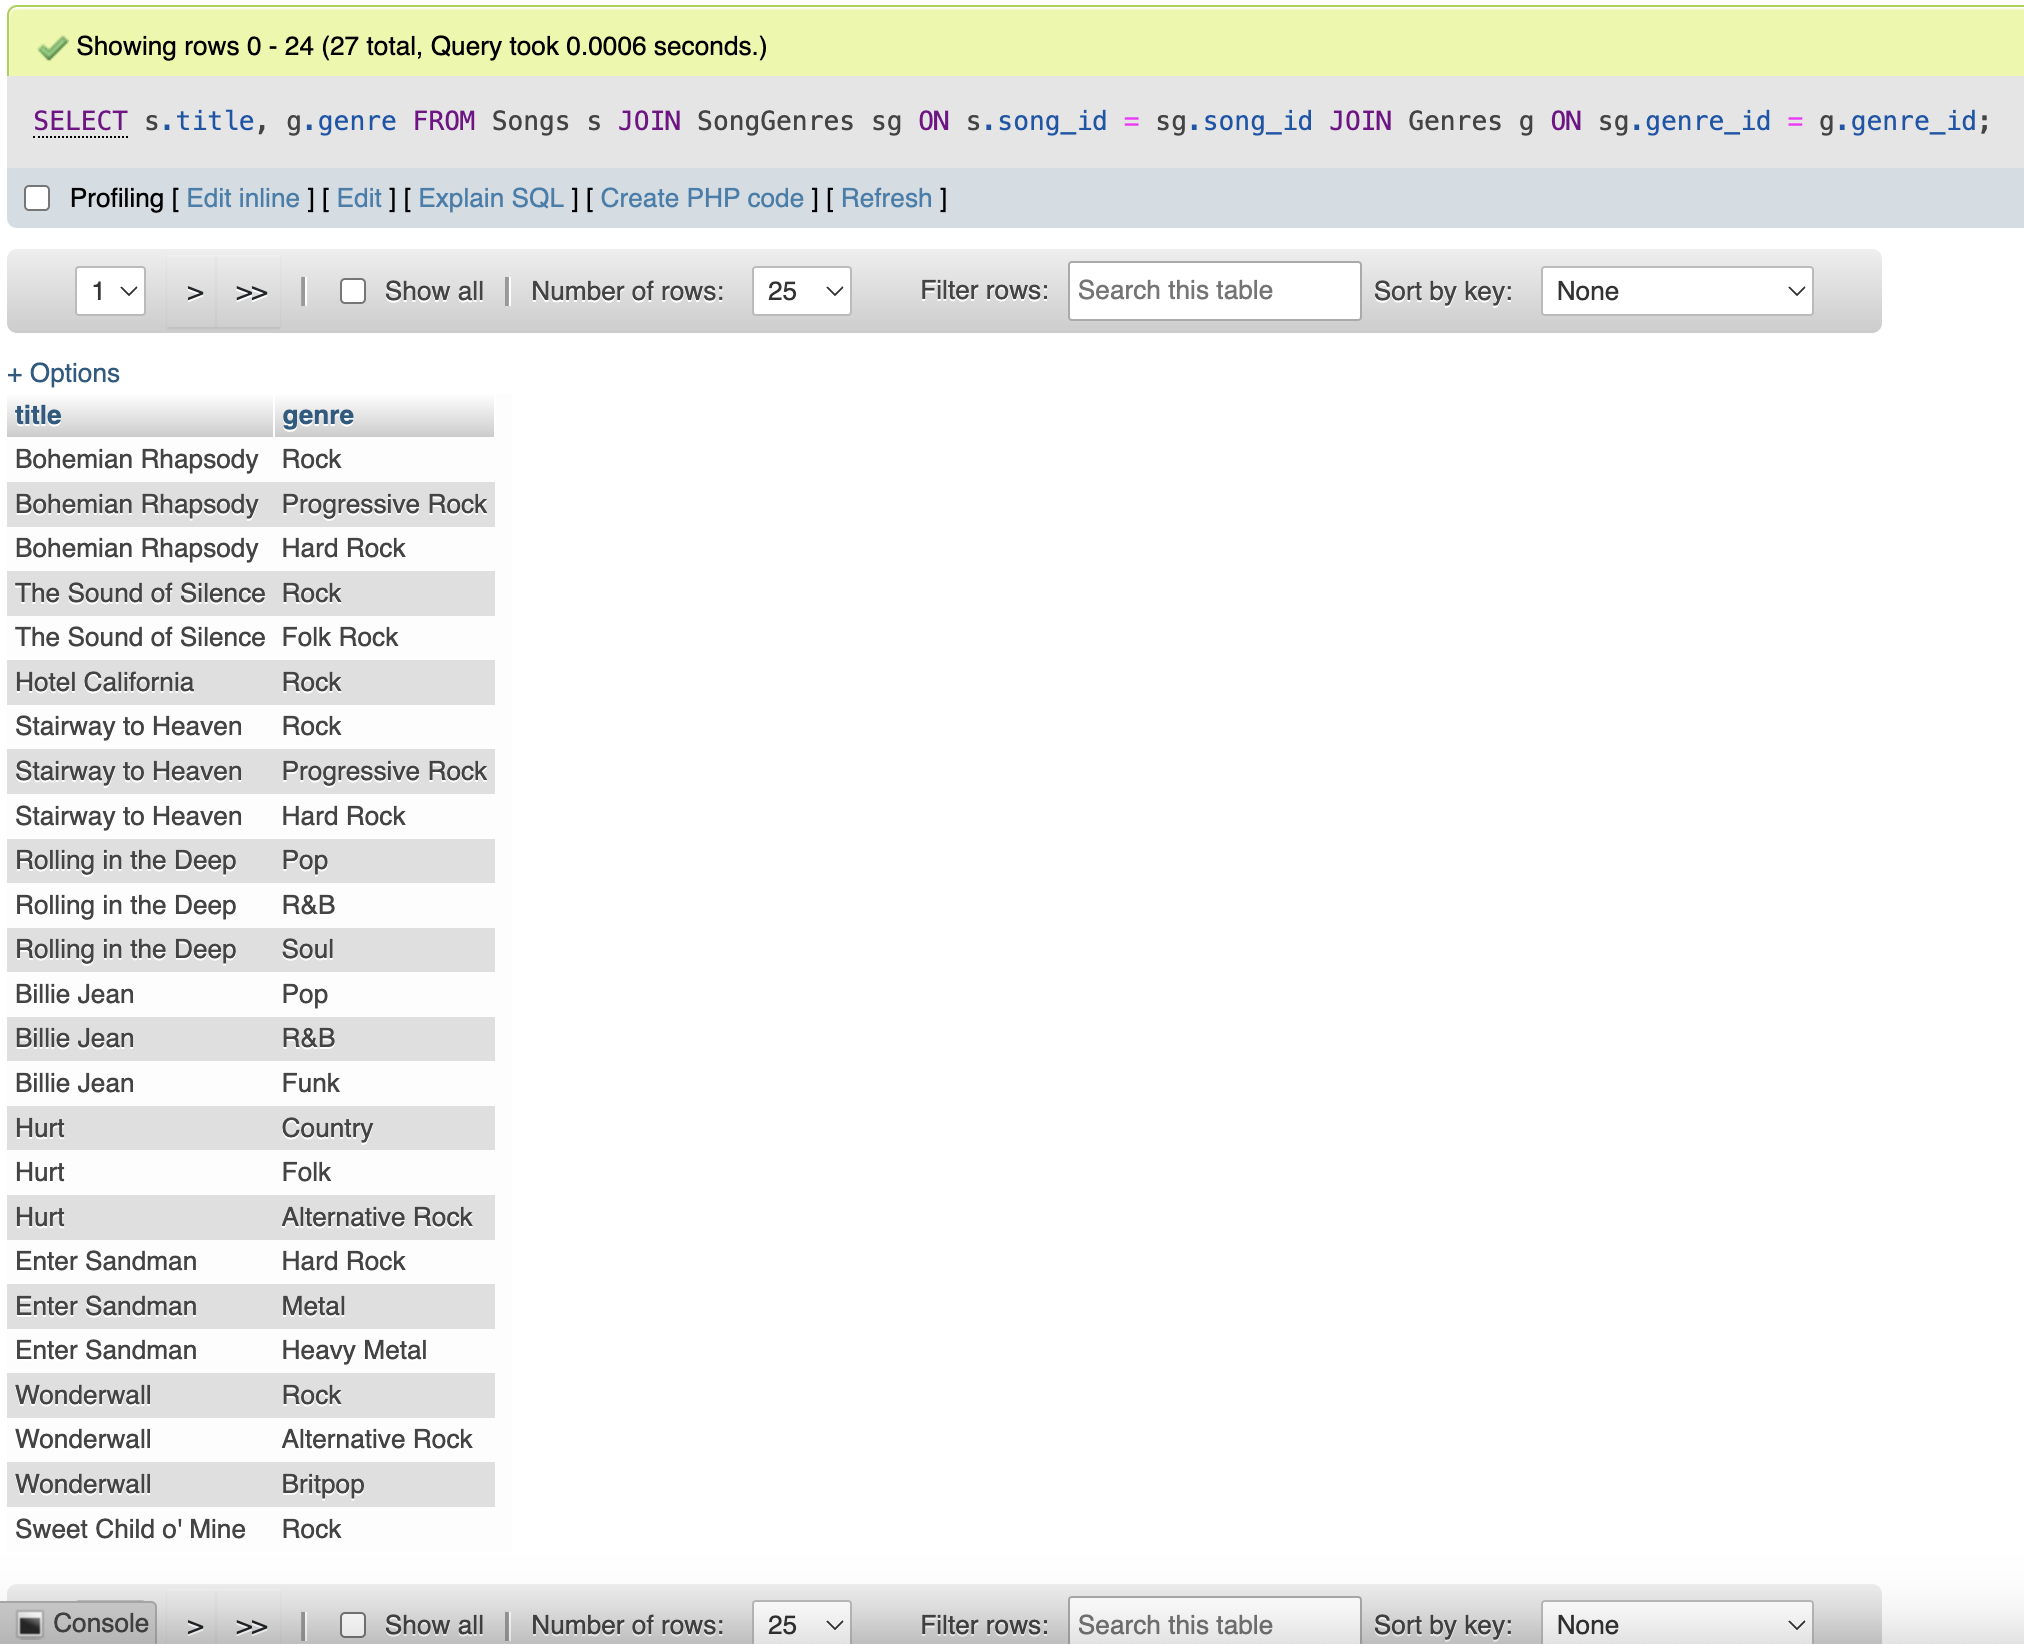 Showing rows 0 - 24 (27 total, Query took 0.0006 seconds.)
SELECT s.title, g.genre FROM Songs s JOIN SongGenres sg ON s.song_id = sg.song_id JOIN Genres g ON sg.genre_id = g.genre_id;
Profiling [ Edit inline ] [ Edit ] [ Explain SQL ] [ Create PHP code ] [ Refresh ]
1 > >> | Show all | Number of rows: 25 Filter rows: Search this table Sort by key: None
+ Options
title genre
Bohemian Rhapsody Rock
Bohemian Rhapsody Progressive Rock
Bohemian Rhapsody Hard Rock
The Sound of Silence Rock
The Sound of Silence Folk Rock
Hotel California Rock
Stairway to Heaven Rock
Stairway to Heaven Progressive Rock
Stairway to Heaven Hard Rock
Rolling in the Deep Pop
Rolling in the Deep R&B
Rolling in the Deep Soul
Billie Jean Pop
Billie Jean R&B
Billie Jean Funk
Hurt Country
Hurt Folk
Hurt Alternative Rock
Enter Sandman Hard Rock
Enter Sandman Metal
Enter Sandman Heavy Metal
Wonderwall Rock
Wonderwall Alternative Rock
Wonderwall Britpop
Sweet Child o' Mine Rock
Console > >> | Show all | Number of rows: 25 Filter rows: Search this table Sort by key: None